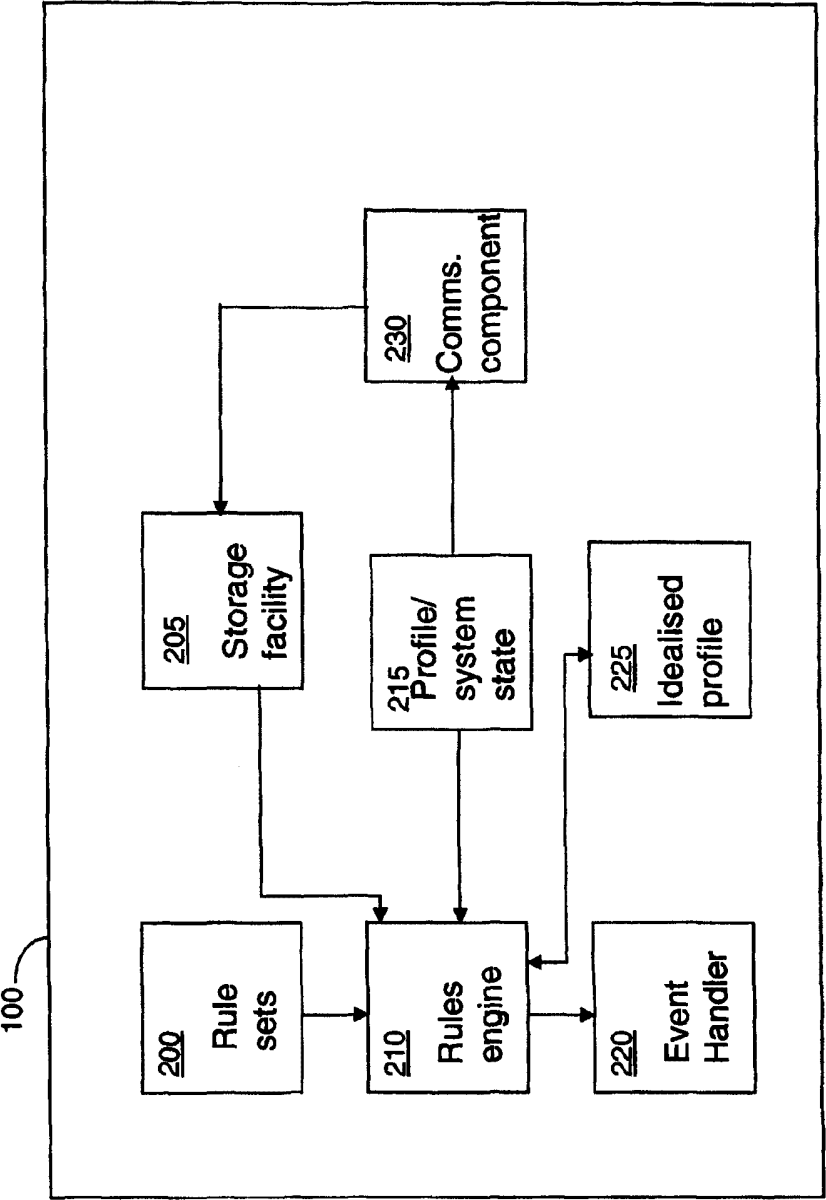 100
200
Rule
sets
205
Storage
facility
210
Rules
engine
215
Profile/
system
state
230
Comms.
component
220
Event
Handler
225
Idealised
profile